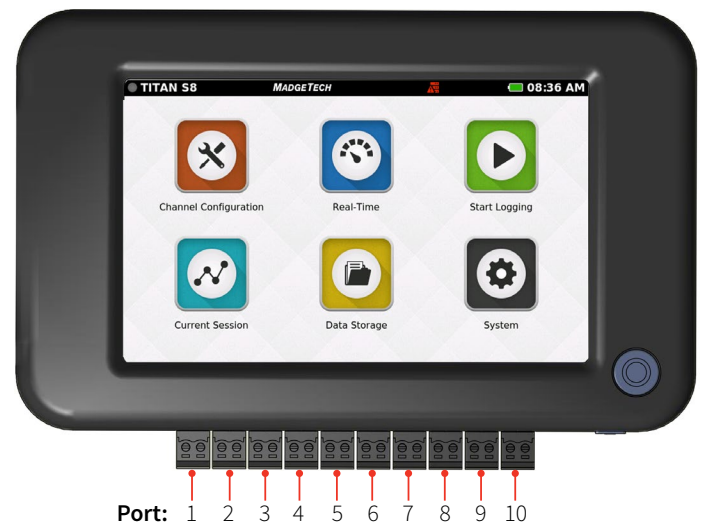 TITAN S8 MADGETECH 08:36 AM
Channel Configuration Real-Time Start Logging
Current Session Data Storage System
Port: 1 2 3 4 5 6 7 8 9 10